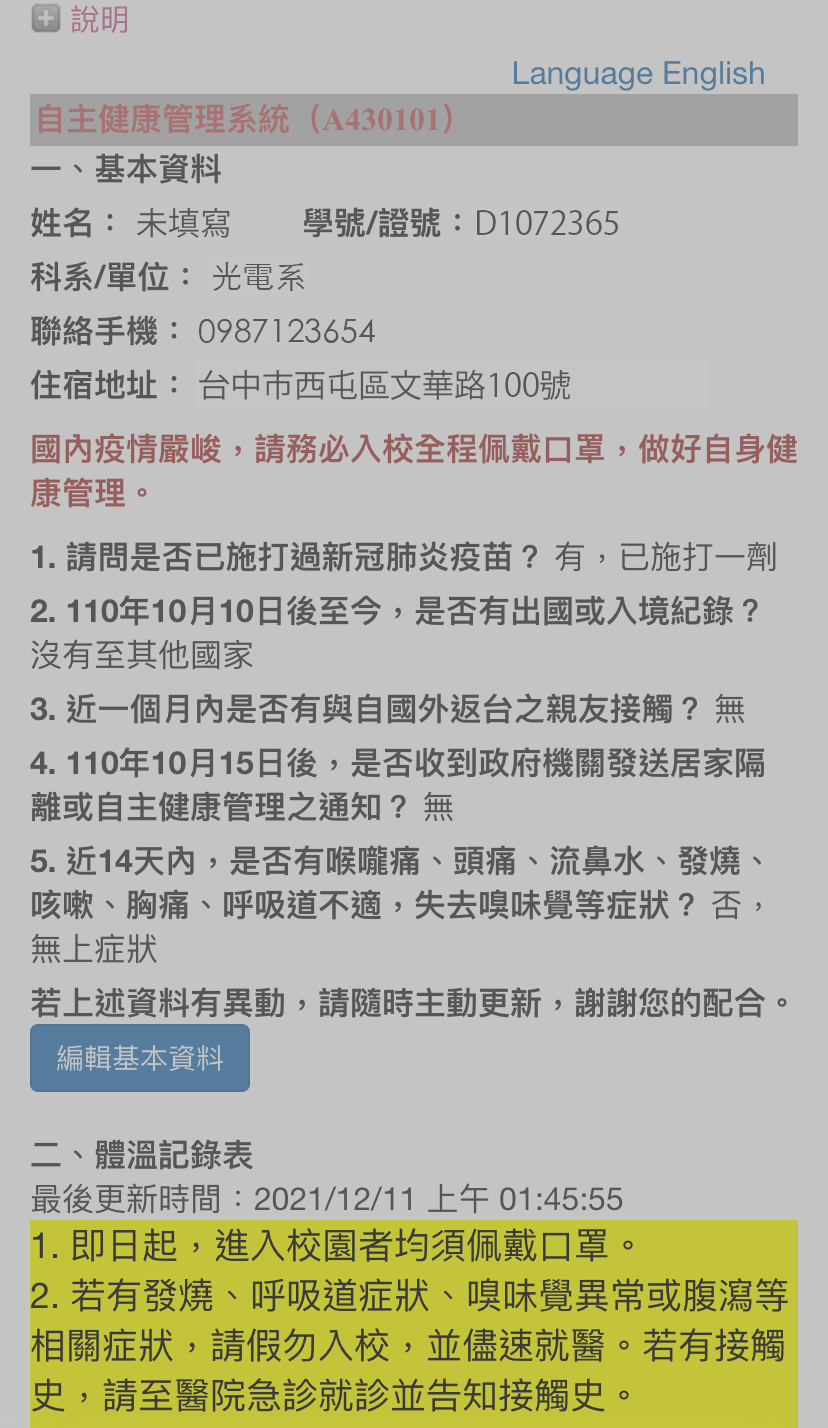 說明
Language English
自主健康管理系統（A430101）
一、基本資料
姓名： 未填寫 學號/證號：D1072365
科系/單位： 光電系
聯絡手機： 0987123654
住宿地址： 台中市西屯區文華路100號
國內疫情嚴峻，請務必入校全程佩戴口罩，做好自身健
康管理。
1. 請問是否已施打過新冠肺炎疫苗？ 有，已施打一劑
2. 110年10月10日後至今，是否有出國或入境紀錄？
沒有至其他國家
3. 近一個月內是否有與自國外返台之親友接觸？ 無
4. 110年10月15日後，是否收到政府機關發送居家隔
離或自主健康管理之通知？ 無
5. 近14天內，是否有喉嚨痛、頭痛、流鼻水、發燒、
咳嗽、胸痛、呼吸道不適，失去嗅味覺等症狀？ 否，
無上症狀
若上述資料有異動，請隨時主動更新，謝謝您的配合。
編輯基本資料
二、體溫記錄表
最後更新時間：2021/12/11 上午 01:45:55
1. 即日起，進入校園者均須佩戴口罩。
2. 若有發燒、呼吸道症狀、嗅味覺異常或腹瀉等
相關症狀，請假勿入校，並儘速就醫。若有接觸
史，請至醫院急診就診並告知接觸史。